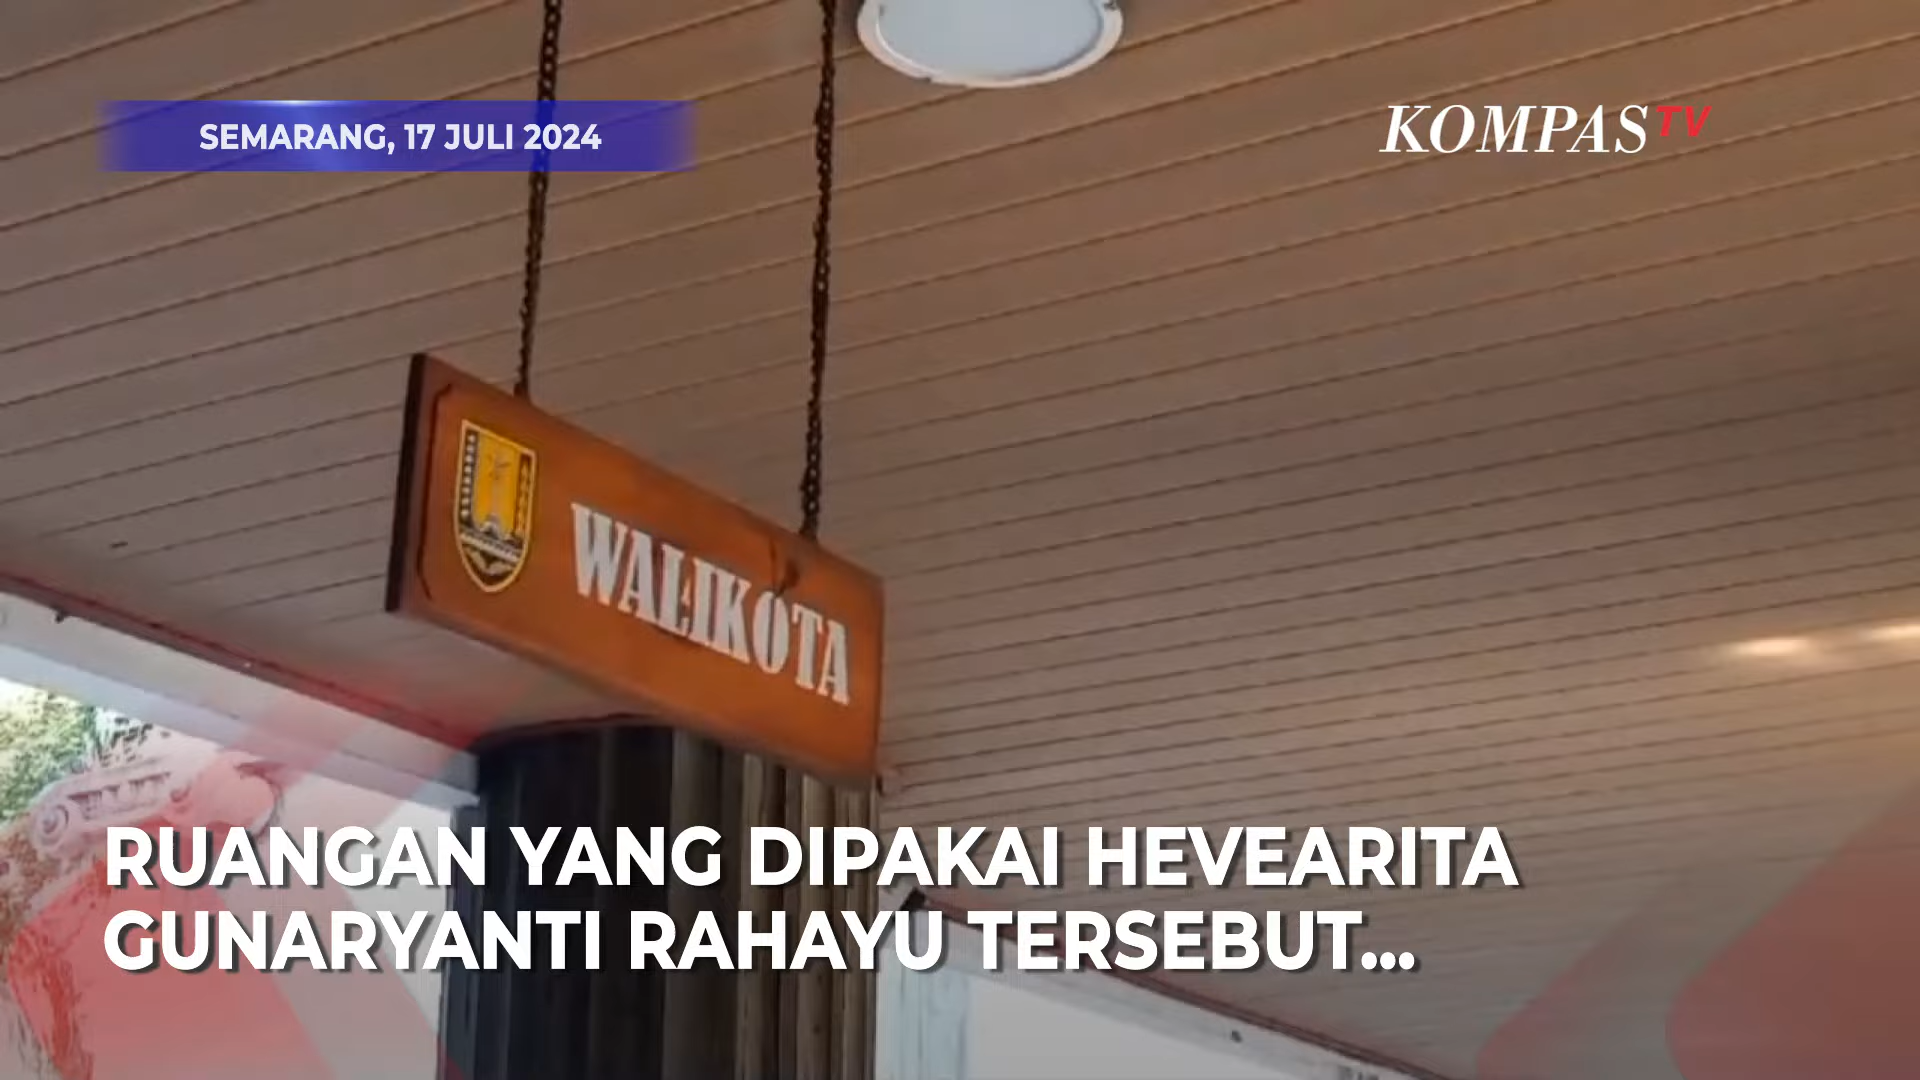 SEMARANG, 17 JULI 2024
KOMPASTV
WALIKOTA
RUANGAN YANG DIPAKAI HEVEARITA
GUNARYANTI RAHAYU TERSEBUT...